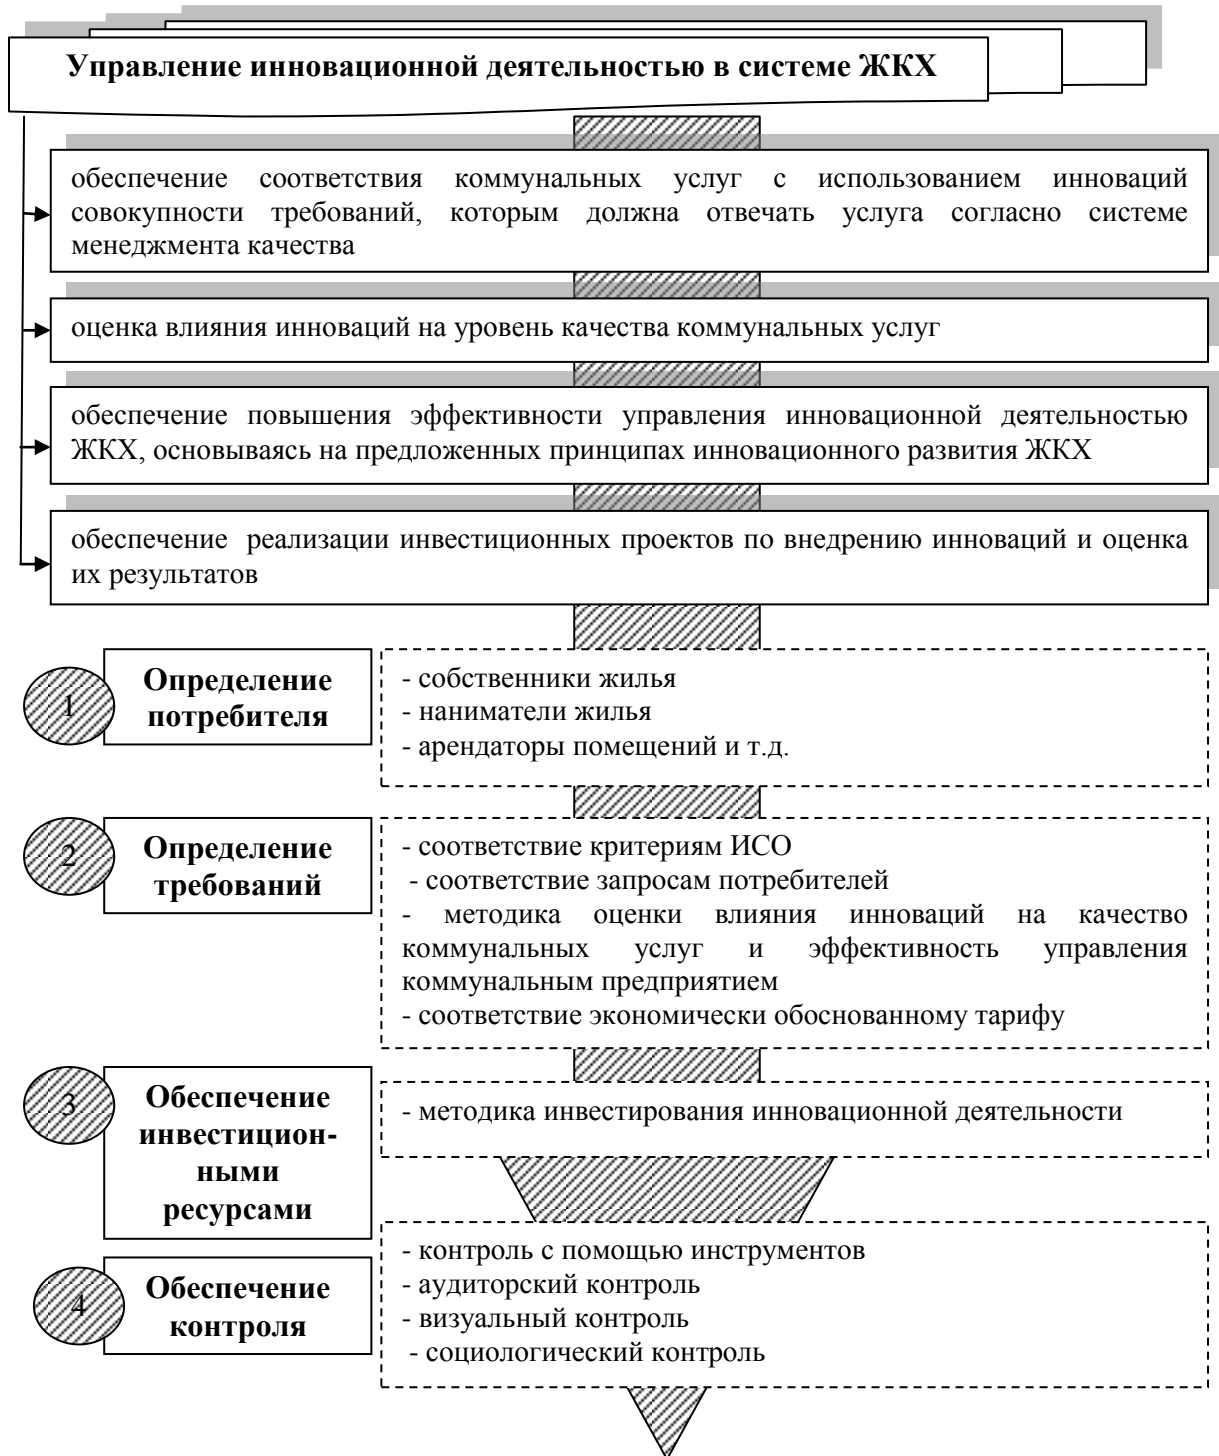 Управление инновационной деятельностью в системе ЖКХ
обеспечение соответствия коммунальных услуг с использованием инноваций
совокупности требований, которым должна отвечать услуга согласно системе
менеджмента качества
оценка влияния инноваций на уровень качества коммунальных услуг
обеспечение повышения эффективности управления инновационной деятельностью
ЖКХ, основываясь на предложенных принципах инновационного развития ЖКХ
обеспечение реализации инвестиционных проектов по внедрению инноваций и оценка
их результатов
1
Определение
потребителя
- собственники жилья
- наниматели жилья
- арендаторы помещений и т.д.
2
Определение
требований
- соответствие критериям ИСО
- соответствие запросам потребителей
- методика оценки влияния инноваций на качество
коммунальных услуг и эффективность управления
коммунальным предприятием
- соответствие экономически обоснованному тарифу
3
Обеспечение
инвестицион-
ными
ресурсами
- методика инвестирования инновационной деятельности
4
Обеспечение
контроля
- контроль с помощью инструментов
- аудиторский контроль
- визуальный контроль
- социологический контроль